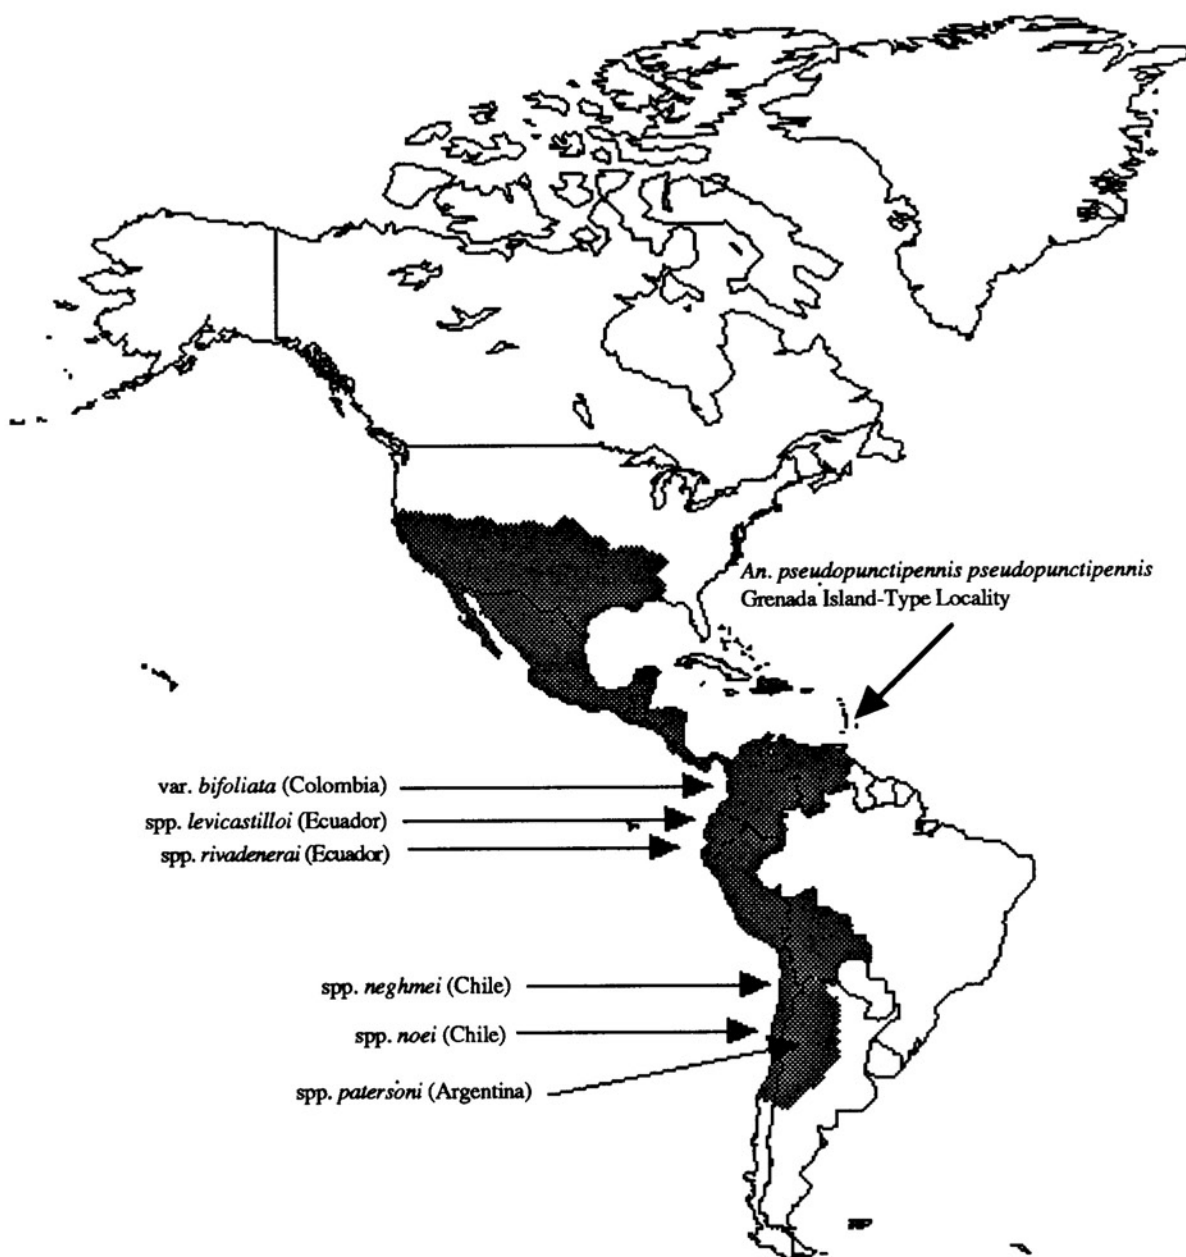 An. pseudopunctipennis pseudopunctipennis
Grenada Island-Type Locality
var. bifoliata (Colombia)
spp. levicastilloi (Ecuador)
spp. rivadenerai (Ecuador)
spp. neghmei (Chile)
spp. noei (Chile)
spp. patersoni (Argentina)